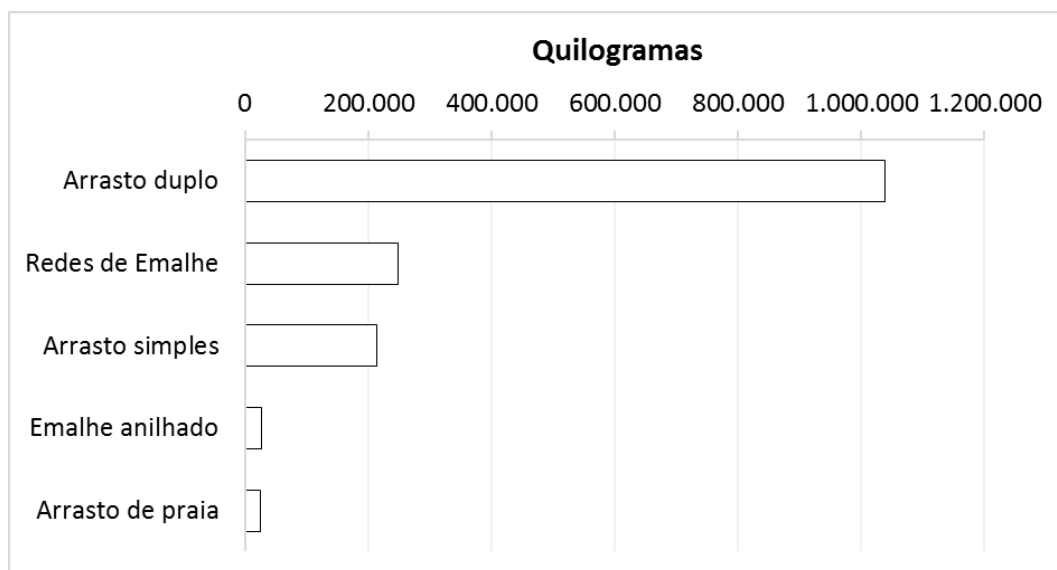 Quilogramas
0 200.000 400.000 600.000 800.000 1.000.000 1.200.000
Arrasto duplo
Redes de Emalhe
Arrasto simples
Emalhe anilhado
Arrasto de praia